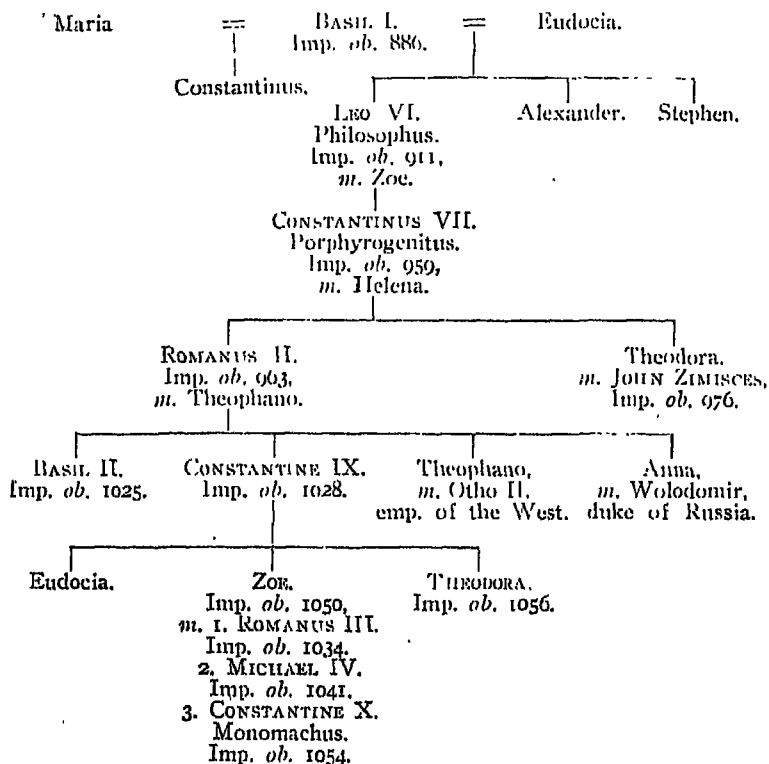 Maria = BASIL I. = Eudocia.
Imp. ob. 886.
Constantinus.
LEO VI. Alexander. Stephen.
Philosophus.
Imp. ob. 911,
m. Zoe.
CONSTANTINUS VII.
Porphyrogenitus.
Imp. ob. 959,
m. Helena.
ROMANUS II. Theodora.
Imp. ob. 963, m. JOHN ZIMISCES,
m. Theophano. Imp. ob. 976.
BASIL II. CONSTANTINE IX. Theophano, Anna,
Imp. ob. 1025. Imp. ob. 1028. m. Otho II, m. Wolodomir,
emp. of the West. duke of Russia.
Eudocia. ZOE. THEODORA.
Imp. ob. 1050, Imp. ob. 1056.
m. 1. ROMANUS III.
Imp. ob. 1034.
2. MICHAEL IV.
Imp. ob. 1041.
3. CONSTANTINE X.
Monomachus.
Imp. ob. 1054.